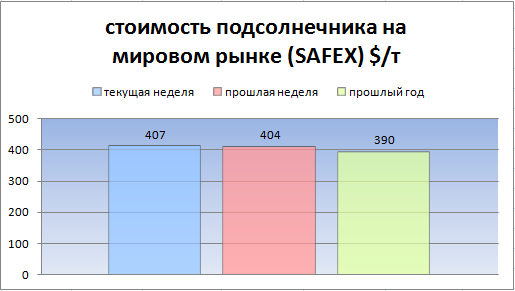 стоимость подсолнечника на
мировом рынке (SAFEX) $/т
текущая неделя прошлая неделя прошлый год
500
400
300
200
100
0
407 404 390